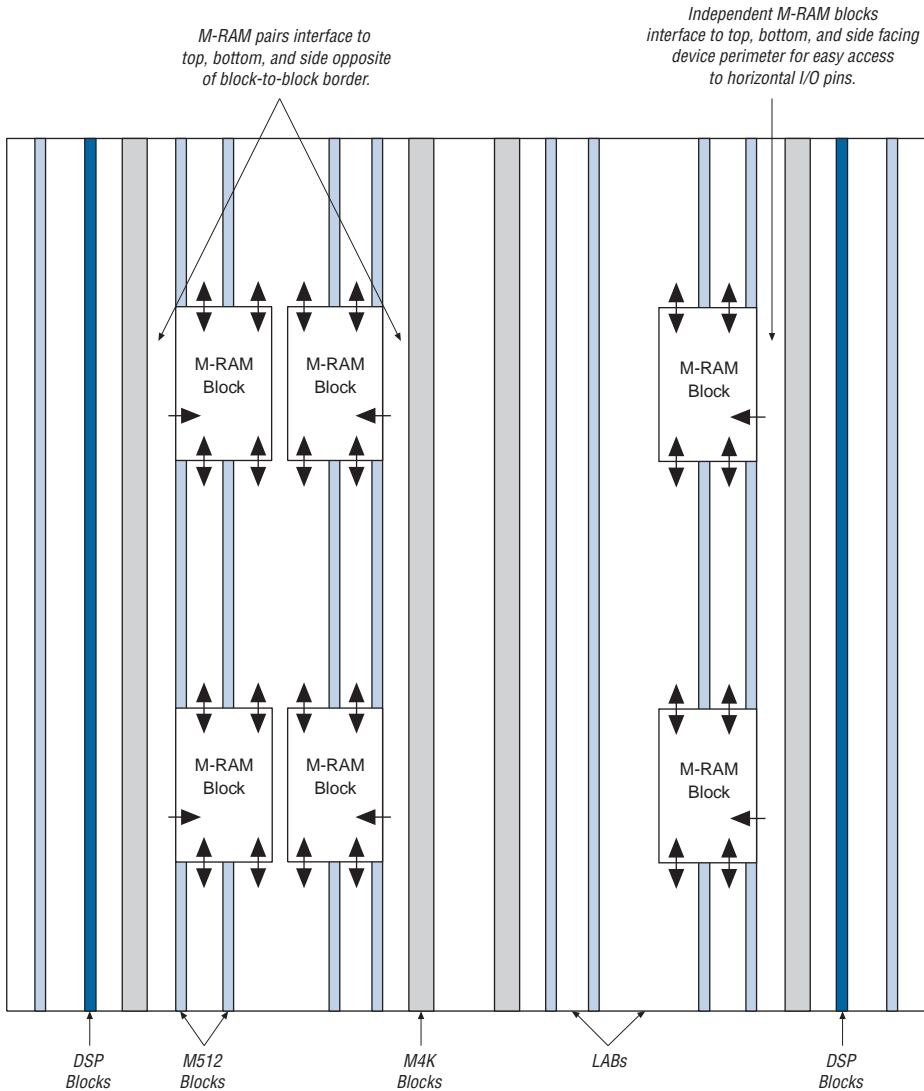 M-RAM pairs interface to
top, bottom, and side opposite
of block-to-block border.
Independent M-RAM blocks
interface to top, bottom, and side facing
device perimeter for easy access
to horizontal I/O pins.
M-RAM
Block
M-RAM
Block
M-RAM
Block
M-RAM
Block
M-RAM
Block
M-RAM
Block
DSP
Blocks
M512
Blocks
M4K
Blocks
LABs
DSP
Blocks